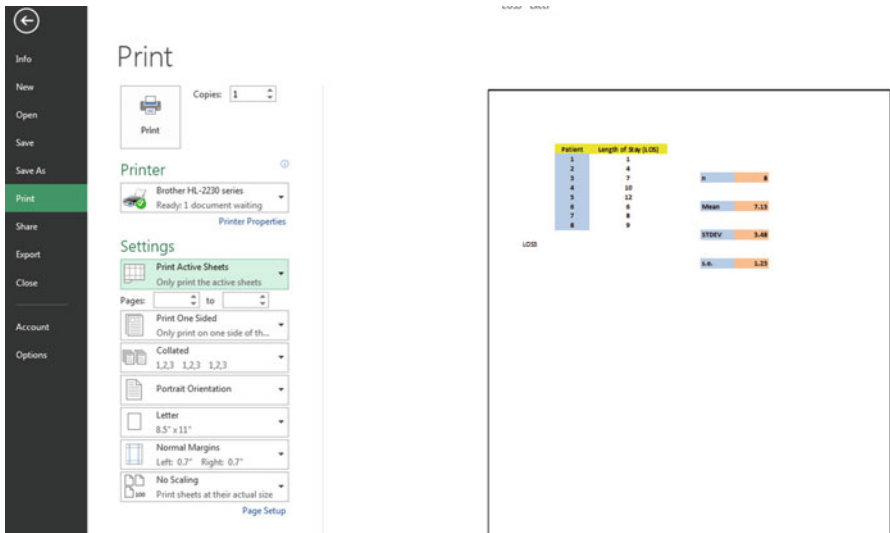 Info
New
Open
Save
Save As
Print
Share
Export
Close
Account
Options
Print
Copies: 1
Print
Printer
Brother HL-2230 series
Ready: 1 document waiting
Printer Properties
Settings
Print Active Sheets
Only print the active sheets
Pages: to
Print One Sided
Only print on one side of th...
Collated
1,2,3 1,2,3 1,2,3
Portrait Orientation
Letter
8.5" x 11"
Normal Margins
Left: 0.7" Right: 0.7"
No Scaling
100
Print sheets at their actual size
Page Setup
Patient Length of Stay (LOS)
1 1
2 4
3 7
4 10
5 12
6 6
7 8
8 9
n 8
Mean 7.13
STDEV 3.48
s.e. 1.23